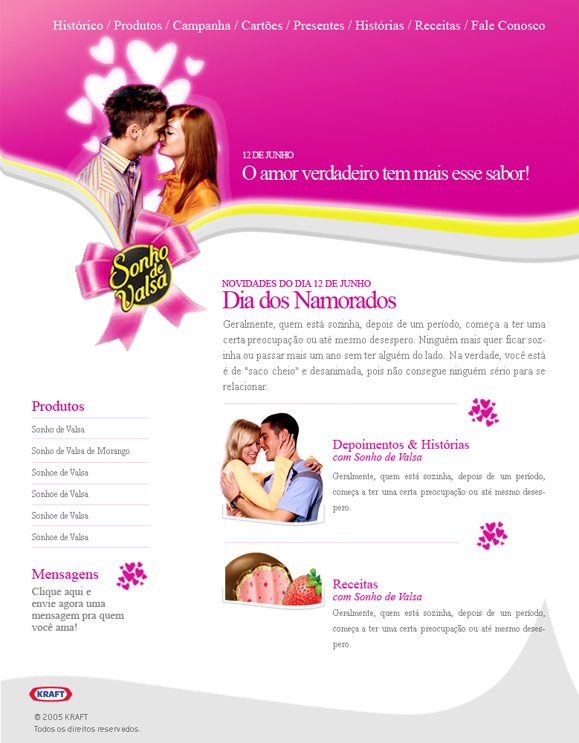 Histórico / Produtos / Campanha / Cartões / Presentes / Histórias / Receitas / Fale Conosco
12 DE JUNHO
O amor verdadeiro tem mais esse sabor!
Sonho
de
Valsa
NOVIDADES DO DIA 12 DE JUNHO
Dia dos Namorados
Geralmente, quem está sozinha, depois de um período, começa a ter uma
certa preocupação ou até mesmo desespero. Ninguém mais quer ficar soz-
inha ou passar mais um ano sem ter alguém do lado. Na verdade, você está
é de "saco cheio" e desanimada, pois não consegue ninguém sério para se
relacionar.
Produtos
Sonho de Valsa
Sonho de Valsa de Morango
Sonhoe de Valsa
Sonhoe de Valsa
Sonhoe de Valsa
Sonhoe de Valsa
Mensagens
Clique aqui e
envie agora uma
mensagem pra quem
você ama!
Depoimentos & Histórias
com Sonho de Valsa
Geralmente, quem está sozinha, depois de um período,
começa a ter uma certa preocupação ou até mesmo deses-
pero.
Receitas
com Sonho de Valsa
Geralmente, quem está sozinha, depois de um período,
começa a ter uma certa preocupação ou até mesmo deses-
pero.
KRAFT
© 2005 KRAFT
Todos os direitos reservados.